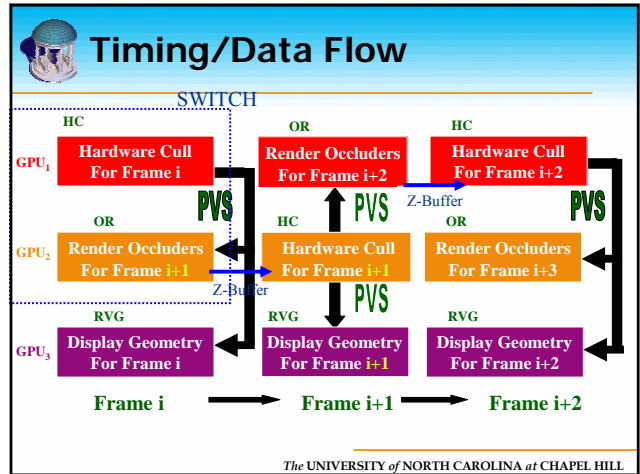 Timing/Data Flow
SWITCH
HC
OR
HC
GPU1
Hardware Cull
For Frame i
Render Occluders
For Frame i+2
Hardware Cull
For Frame i+2
Z-Buffer
PVS
PVS
PVS
OR
HC
OR
GPU2
Render Occluders
For Frame i+1
Hardware Cull
For Frame i+1
Render Occluders
For Frame i+3
Z-Buffer
PVS
RVG
RVG
RVG
GPU3
Display Geometry
For Frame i
Display Geometry
For Frame i+1
Display Geometry
For Frame i+2
Frame i
Frame i+1
Frame i+2
The UNIVERSITY of NORTH CAROLINA at CHAPEL HILL